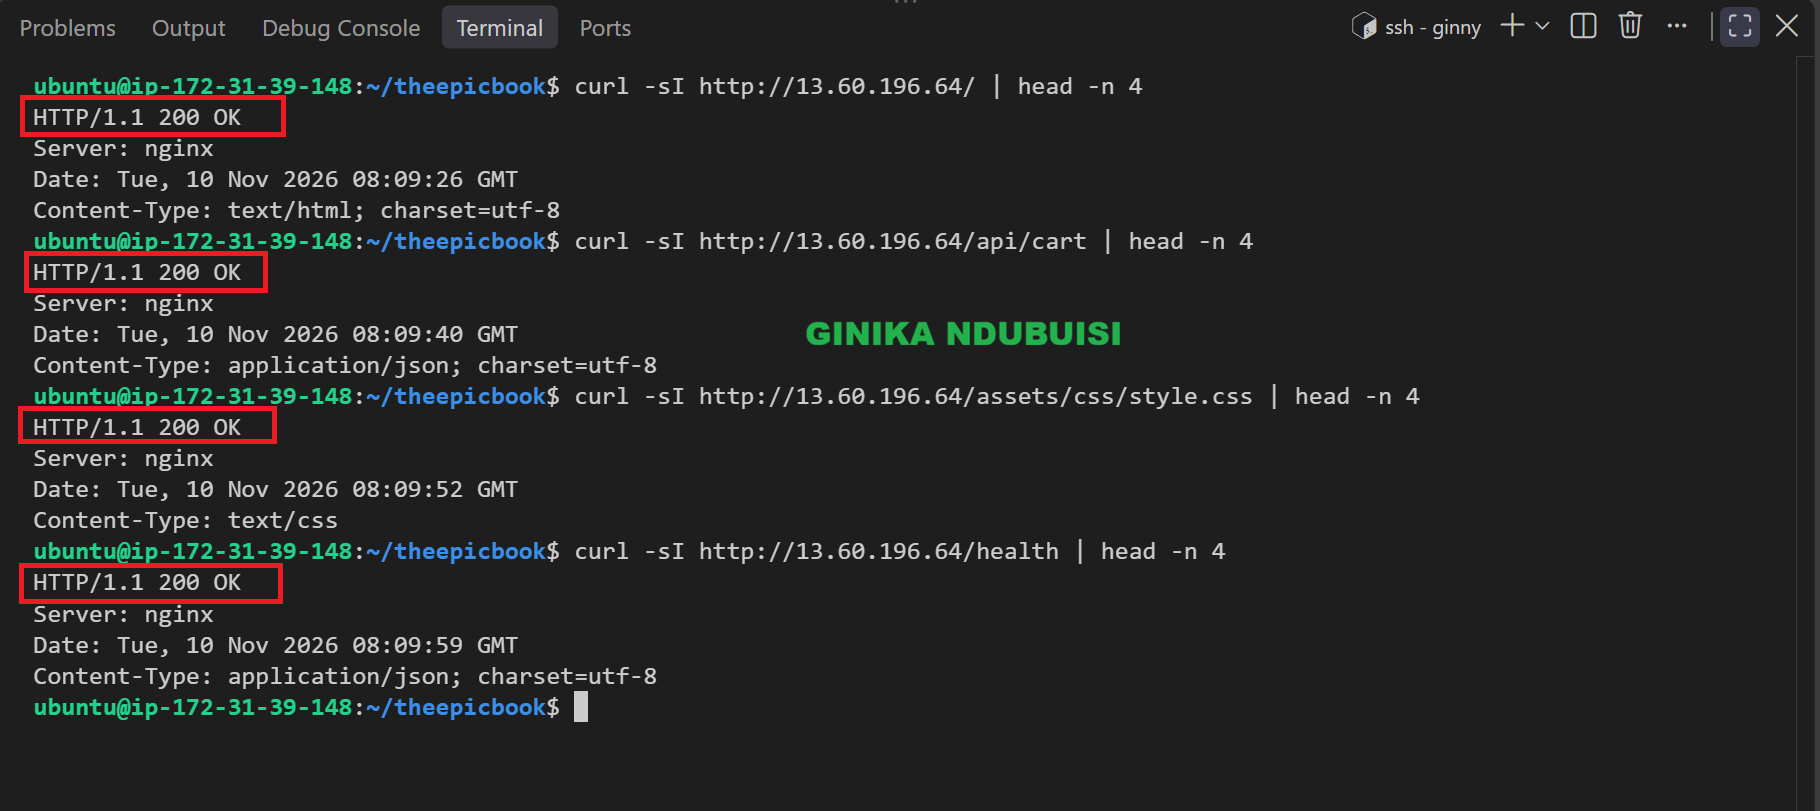 Problems Output Debug Console Terminal Ports ssh - ginny
ubuntu@ip-172-31-39-148:~/theepicbook$ curl -sI http://13.60.196.64/ | head -n 4
HTTP/1.1 200 OK
Server: nginx
Date: Tue, 10 Nov 2026 08:09:26 GMT
Content-Type: text/html; charset=utf-8
ubuntu@ip-172-31-39-148:~/theepicbook$ curl -sI http://13.60.196.64/api/cart | head -n 4
HTTP/1.1 200 OK
Server: nginx
Date: Tue, 10 Nov 2026 08:09:40 GMT
GINIKA NDUBUISI
Content-Type: application/json; charset=utf-8
ubuntu@ip-172-31-39-148:~/theepicbook$ curl -sI http://13.60.196.64/assets/css/style.css | head -n 4
HTTP/1.1 200 OK
Server: nginx
Date: Tue, 10 Nov 2026 08:09:52 GMT
Content-Type: text/css
ubuntu@ip-172-31-39-148:~/theepicbook$ curl -sI http://13.60.196.64/health | head -n 4
HTTP/1.1 200 OK
Server: nginx
Date: Tue, 10 Nov 2026 08:09:59 GMT
Content-Type: application/json; charset=utf-8
ubuntu@ip-172-31-39-148:~/theepicbook$